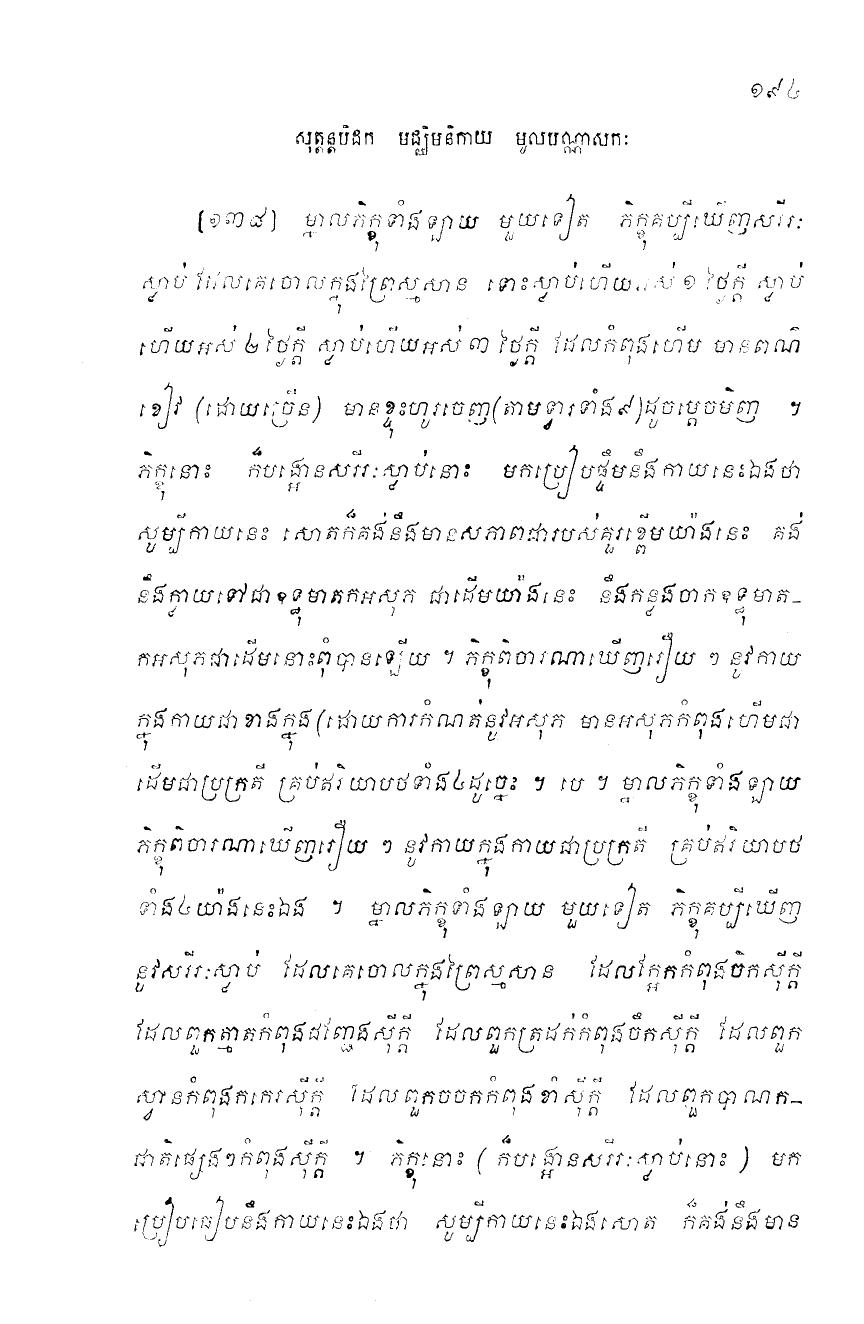 ១៩៤
សុត្តន្តបិដក មជ្ឈិមនិកាយ មូលបណ្ណាសកៈ
[១៣៨] ម្នាលភិក្ខុទាំងឡាយ មួយទៀត ភិក្ខុគប្បីឃើញសរីរៈ
ស្លាប់ ដែលគេចោលក្នុងព្រៃស្មសាន ទោះស្លាប់ហើយអស់ ១ ថ្ងៃក្តី ស្លាប់
ហើយអស់ ២ ថ្ងៃក្តី ស្លាប់ហើយអស់ ៣ ថ្ងៃក្តី ដែលកំពុងហើម មានពណ៌
ខៀវ (ដោយច្រើន) មានខ្ទុះហូរចេញ(តាមទ្វារទាំង៩)ដូចម្តេចមិញ ។
ភិក្ខុនោះ ក៏បង្អោនសរីរៈស្លាប់នោះ មកប្រៀបផ្ទឹមនឹងកាយនេះឯងថា
សូម្បីកាយនេះ សោតក៏គង់នឹងមានសភាពជារបស់គួរខ្ពើមយ៉ាងនេះ គង់
នឹងក្លាយទៅជាឧទ្ធុមាតកអសុភ ជាដើមយ៉ាងនេះ នឹងកន្លងចាកឧទ្ធុមាត-
កអសុភជាដើមនោះពុំបានឡើយ ។ ភិក្ខុពិចារណាឃើញរឿយ ៗ នូវកាយ
ក្នុងកាយជាខាងក្នុង(ដោយការកំណត់នូវអសុភ មានអសុភកំពុងហើមជា
ដើមជាប្រក្រតី គ្រប់ឥរិយាបថទាំង៤ដូច្នេះ ។ បេ ។ ម្នាលភិក្ខុទាំងឡាយ
ភិក្ខុពិចារណាឃើញរឿយ ៗ នូវកាយក្នុងកាយជាប្រក្រតី គ្រប់ឥរិយាបថ
ទាំង៤យ៉ាងនេះឯង ។ ម្នាលភិក្ខុទាំងឡាយ មួយទៀត ភិក្ខុគប្បីឃើញ
នូវសរីរៈស្លាប់ ដែលគេចោលក្នុងព្រៃស្មសាន ដែលក្អែកកំពុងចឹកស៊ីក្តី
ដែលពួកត្មាតកំពុងដញ្ជែងស៊ីក្តី ដែលពួកត្រដក់កំពុងចឹកស៊ីក្តី ដែលពួក
ស្វានកំពុងកកេរស៊ីក្តី ដែលពួកចចកកំពុងខាំស៊ីក្តី ដែលពួកបាណក-
ជាតិផ្សេងៗកំពុងស៊ីក្តី ។ ភិក្ខុនោះ ( ក៏បង្អោនសរីរៈស្លាប់នោះ ) មក
ប្រៀបធៀបនឹងកាយនេះឯងថា សូម្បីកាយនេះឯងសោត ក៏គង់នឹងមាន